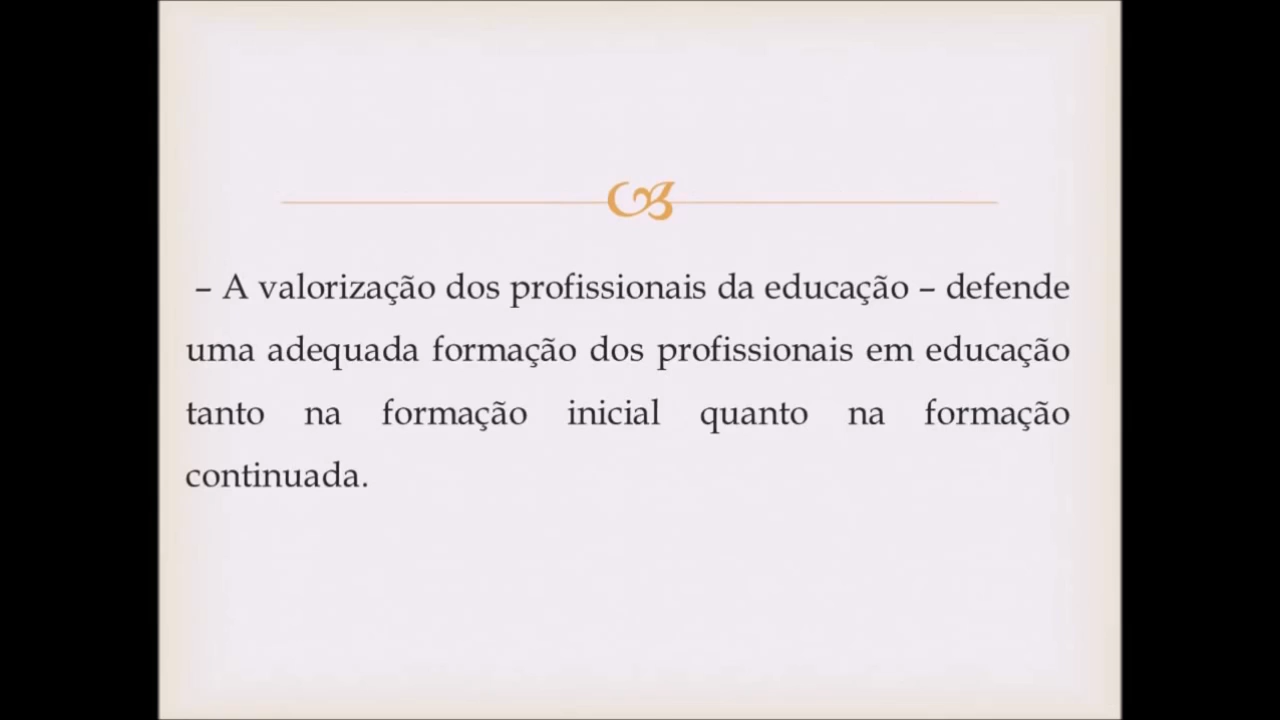 – A valorização dos profissionais da educação – defende
uma adequada formação dos profissionais em educação
tanto na formação inicial quanto na formação
continuada.